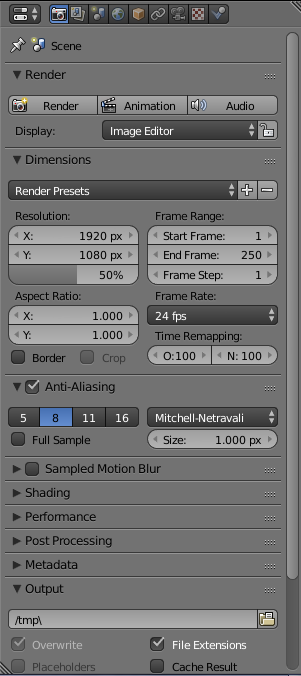 Scene
Render
Render Animation Audio
Display: Image Editor
Dimensions
Render Presets
Resolution: Frame Range:
X: 1920 px Start Frame: 1
Y: 1080 px End Frame: 250
50% Frame Step: 1
Aspect Ratio: Frame Rate:
X: 1.000 24 fps
Y: 1.000 Time Remapping:
Border Crop O:100 N: 100
Anti-Aliasing
5 8 11 16 Mitchell-Netravali
Full Sample Size: 1.000 px
Sampled Motion Blur
Shading
Performance
Post Processing
Metadata
Output
/tmp\
Overwrite File Extensions
Placeholders Cache Result